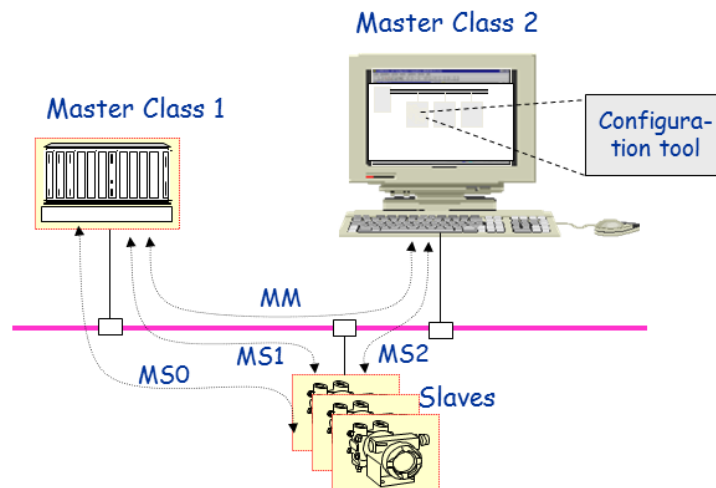 Master Class 2
Master Class 1
Configura-
tion tool
MM
MS1
MS2
MS0
Slaves